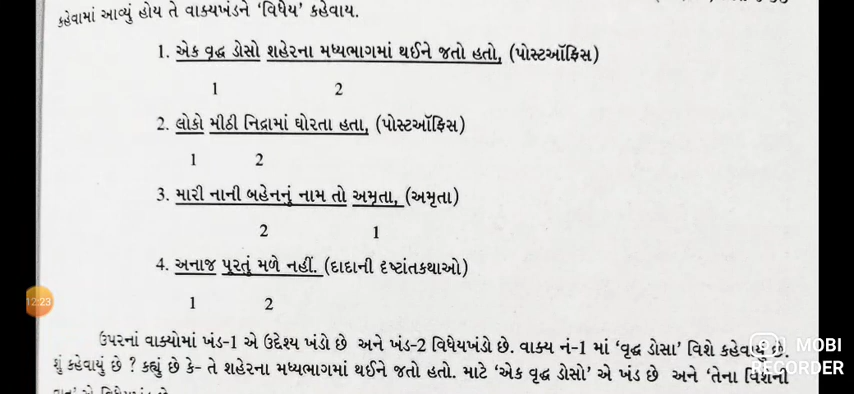 કહેવામાં આવ્યું હોય તે વાક્યખંડને ‘વિધેય’ કહેવાય.
1. એક વૃદ્ધ ડોસો શહેરના મધ્યભાગમાં થઈને જતો હતો, (પોસ્ટઑફિસ)
1 2
2. લોકો મીઠી નિદ્રામાં ઘોરતા હતા, (પોસ્ટઑફિસ)
1 2
3. મારી નાની બહેનનું નામ તો અમૃતા, (અમૃતા)
2 1
4. અનાજ પૂરતું મળે નહીં. (દાદાની દૃષ્ટાંતકથાઓ)
1 2
12:23
ઉપરનાં વાક્યોમાં ખંડ-1 એ ઉદ્દેશ્ય ખંડો છે અને ખંડ-2 વિધેયખંડો છે. વાક્ય નં-1 માં ‘વૃદ્ધ ડોસા’ વિશે કહેવાયું છે.
શું કહેવાયું છે ? કહ્યું છે કે- તે શહેરના મધ્યભાગમાં થઈને જતો હતો. માટે ‘એક વૃદ્ધ ડોસો’ એ ખંડ છે અને ‘તેના વિશેની
MOBI
RECORDER